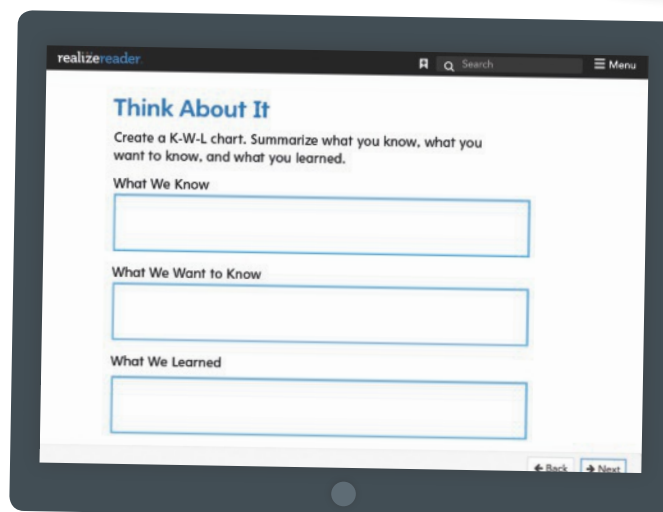 realizereader
Search
Menu
Think About It
Create a K-W-L chart. Summarize what you know, what you
want to know, and what you learned.
What We Know
What We Want to Know
What We Learned
Back
Next